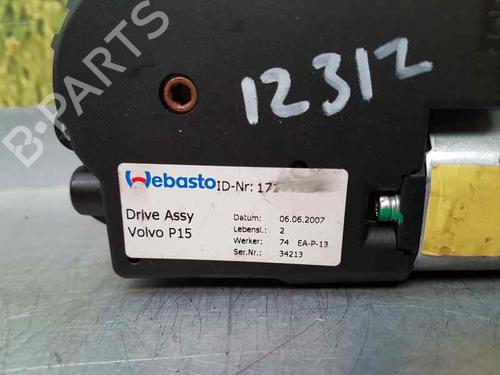 12312
Webasto ID-Nr: 17
Drive Assy
Volvo P15
Datum: 06.06.2007
Lebensl.: 2
Werker: 74 EA-P-13
Ser.Nr.: 34213
B-PARTS